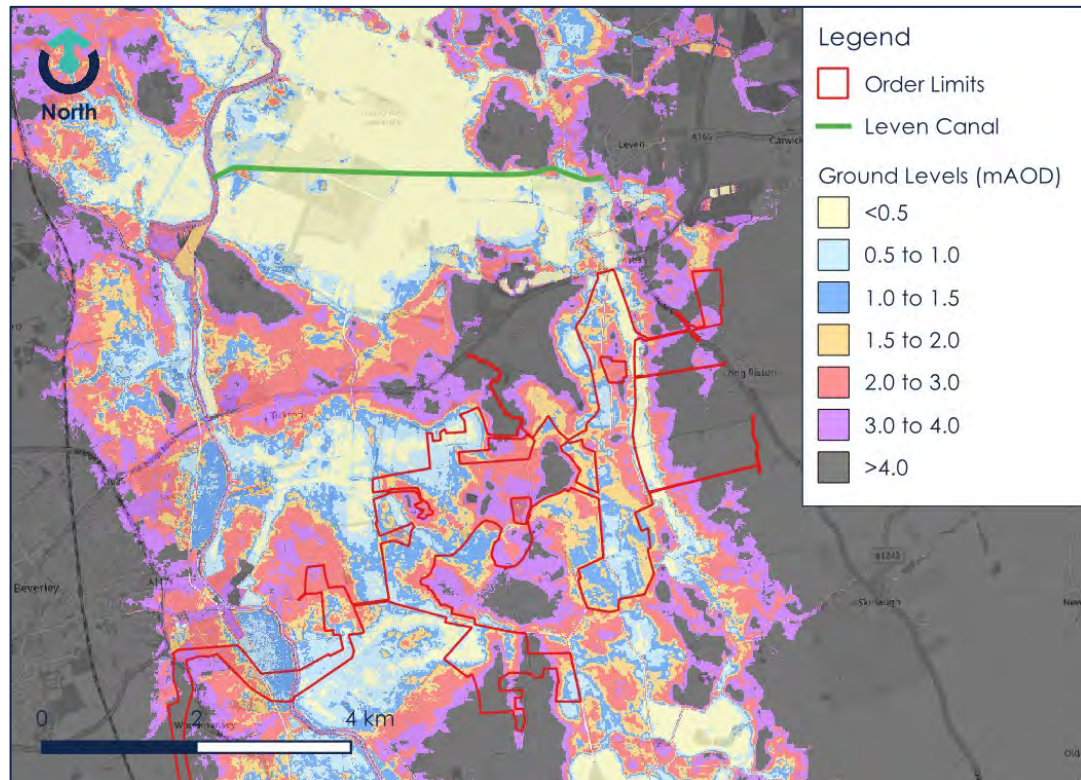 North
Legend
Order Limits
Leven Canal
Ground Levels (mAOD)
<0.5
0.5 to 1.0
1.0 to 1.5
1.5 to 2.0
2.0 to 3.0
3.0 to 4.0
>4.0
Leven
Tickton
Long Riston
Beverley
B1243
Skirlaugh
0
2
4 km